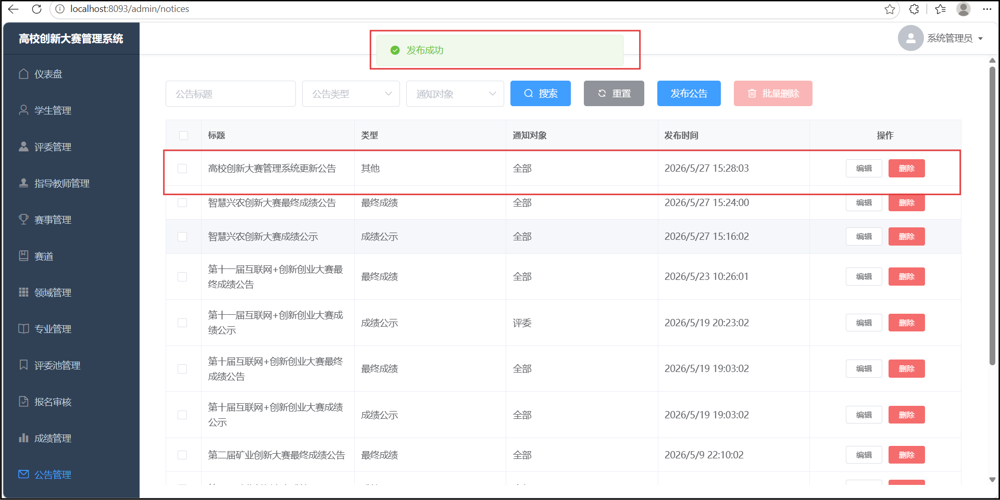 localhost:8093/admin/notices
高校创新大赛管理系统
系统管理员
发布成功
仪表盘
学生管理
评委管理
指导教师管理
赛事管理
赛道
领域管理
专业管理
评委池管理
报名审核
成绩管理
公告管理
公告标题 公告类型 通知对象 搜索 重置 发布公告 批量删除
标题 类型 通知对象 发布时间 操作
高校创新大赛管理系统更新公告 其他 全部 2026/5/27 15:28:03 编辑 删除
智慧兴农创新大赛最终成绩公告 最终成绩 全部 2026/5/27 15:24:00 编辑 删除
智慧兴农创新大赛成绩公示 成绩公示 全部 2026/5/27 15:16:02 编辑 删除
第十一届互联网+创新创业大赛最
终成绩公告 最终成绩 全部 2026/5/23 10:26:01 编辑 删除
第十一届互联网+创新创业大赛成
绩公示 成绩公示 评委 2026/5/19 20:23:02 编辑 删除
第十届互联网+创新创业大赛最终
成绩公告 最终成绩 全部 2026/5/19 19:03:02 编辑 删除
第十届互联网+创新创业大赛成绩
公示 成绩公示 全部 2026/5/19 19:03:02 编辑 删除
第二届矿业创新大赛最终成绩公告 最终成绩 全部 2026/5/9 22:10:02 编辑 删除